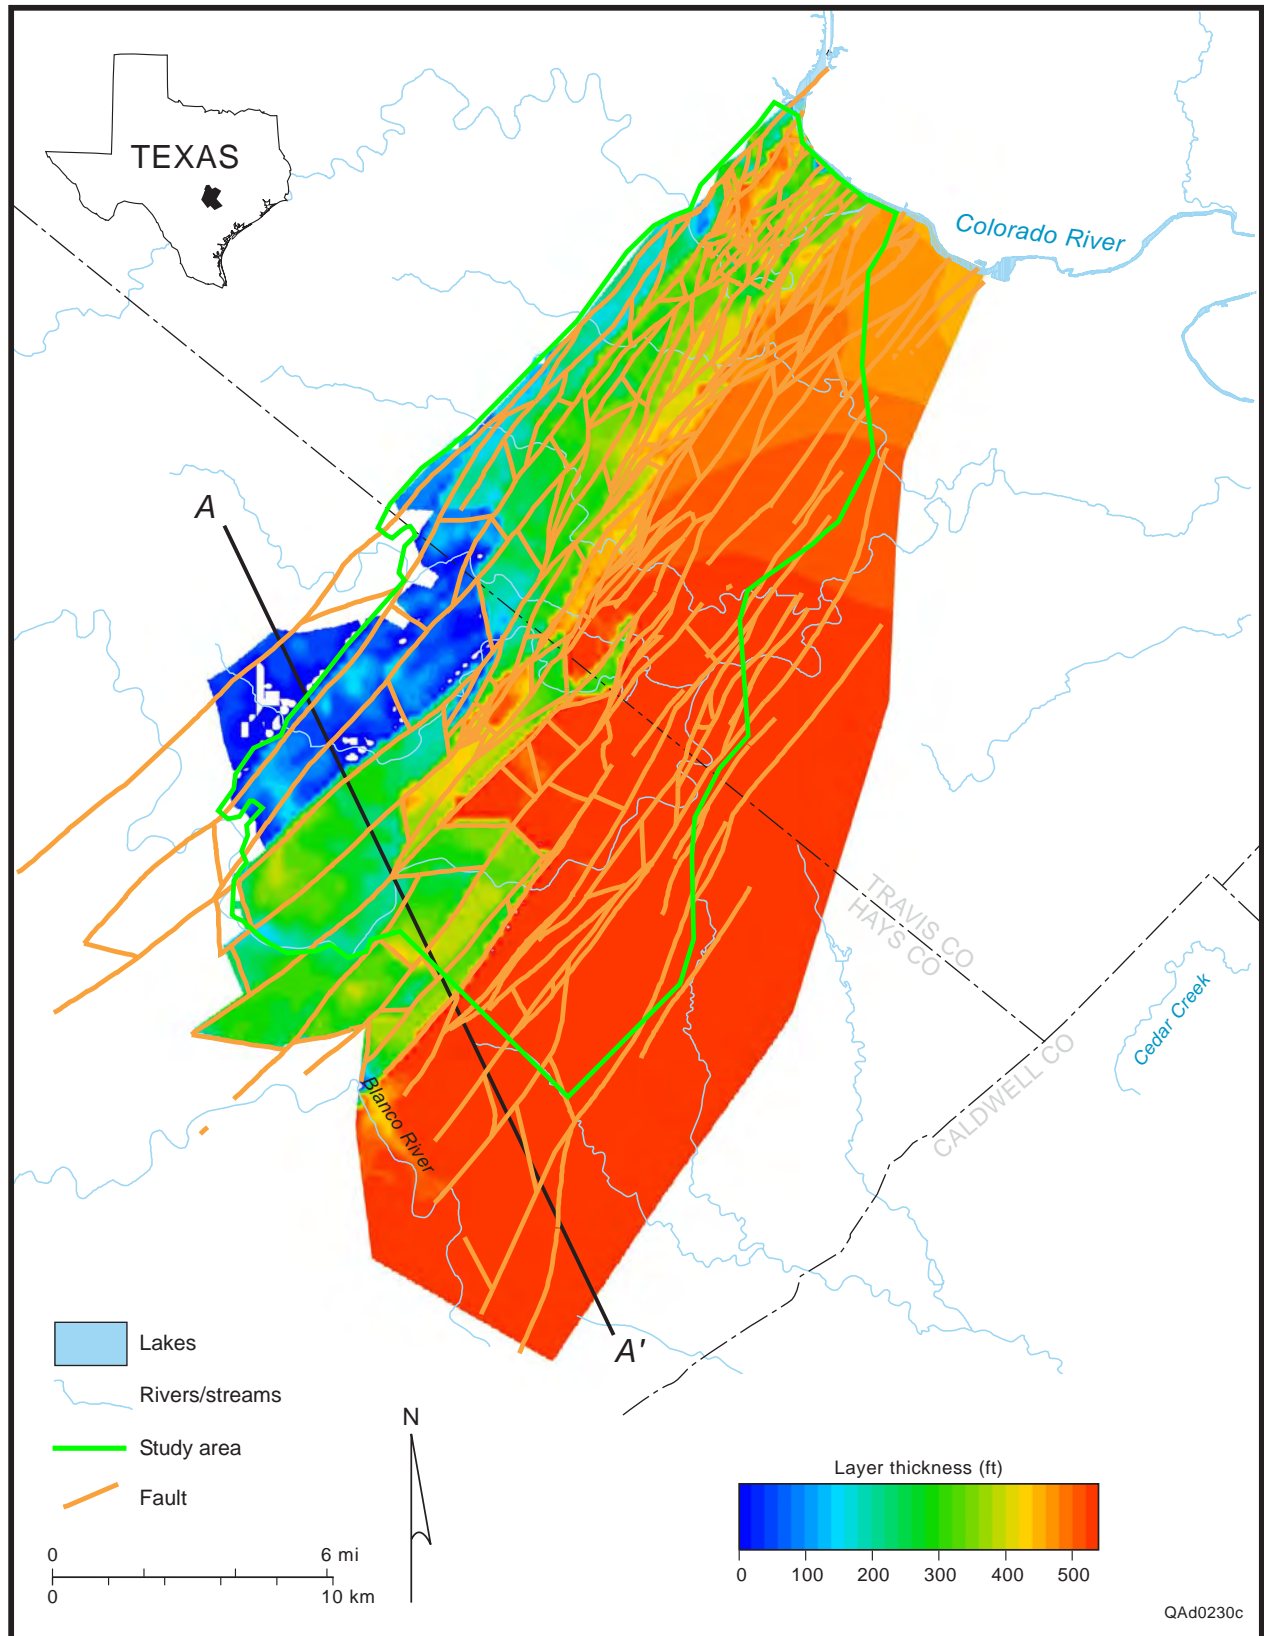 TEXAS
Colorado River
A
TRAVIS CO
HAYS CO
Cedar Creek
CALDWELL CO
Blanco River
A'
Lakes
Rivers/streams
Study area
Fault
N
0 6 mi
0 10 km
Layer thickness (ft)
0 100 200 300 400 500
QAd0230c